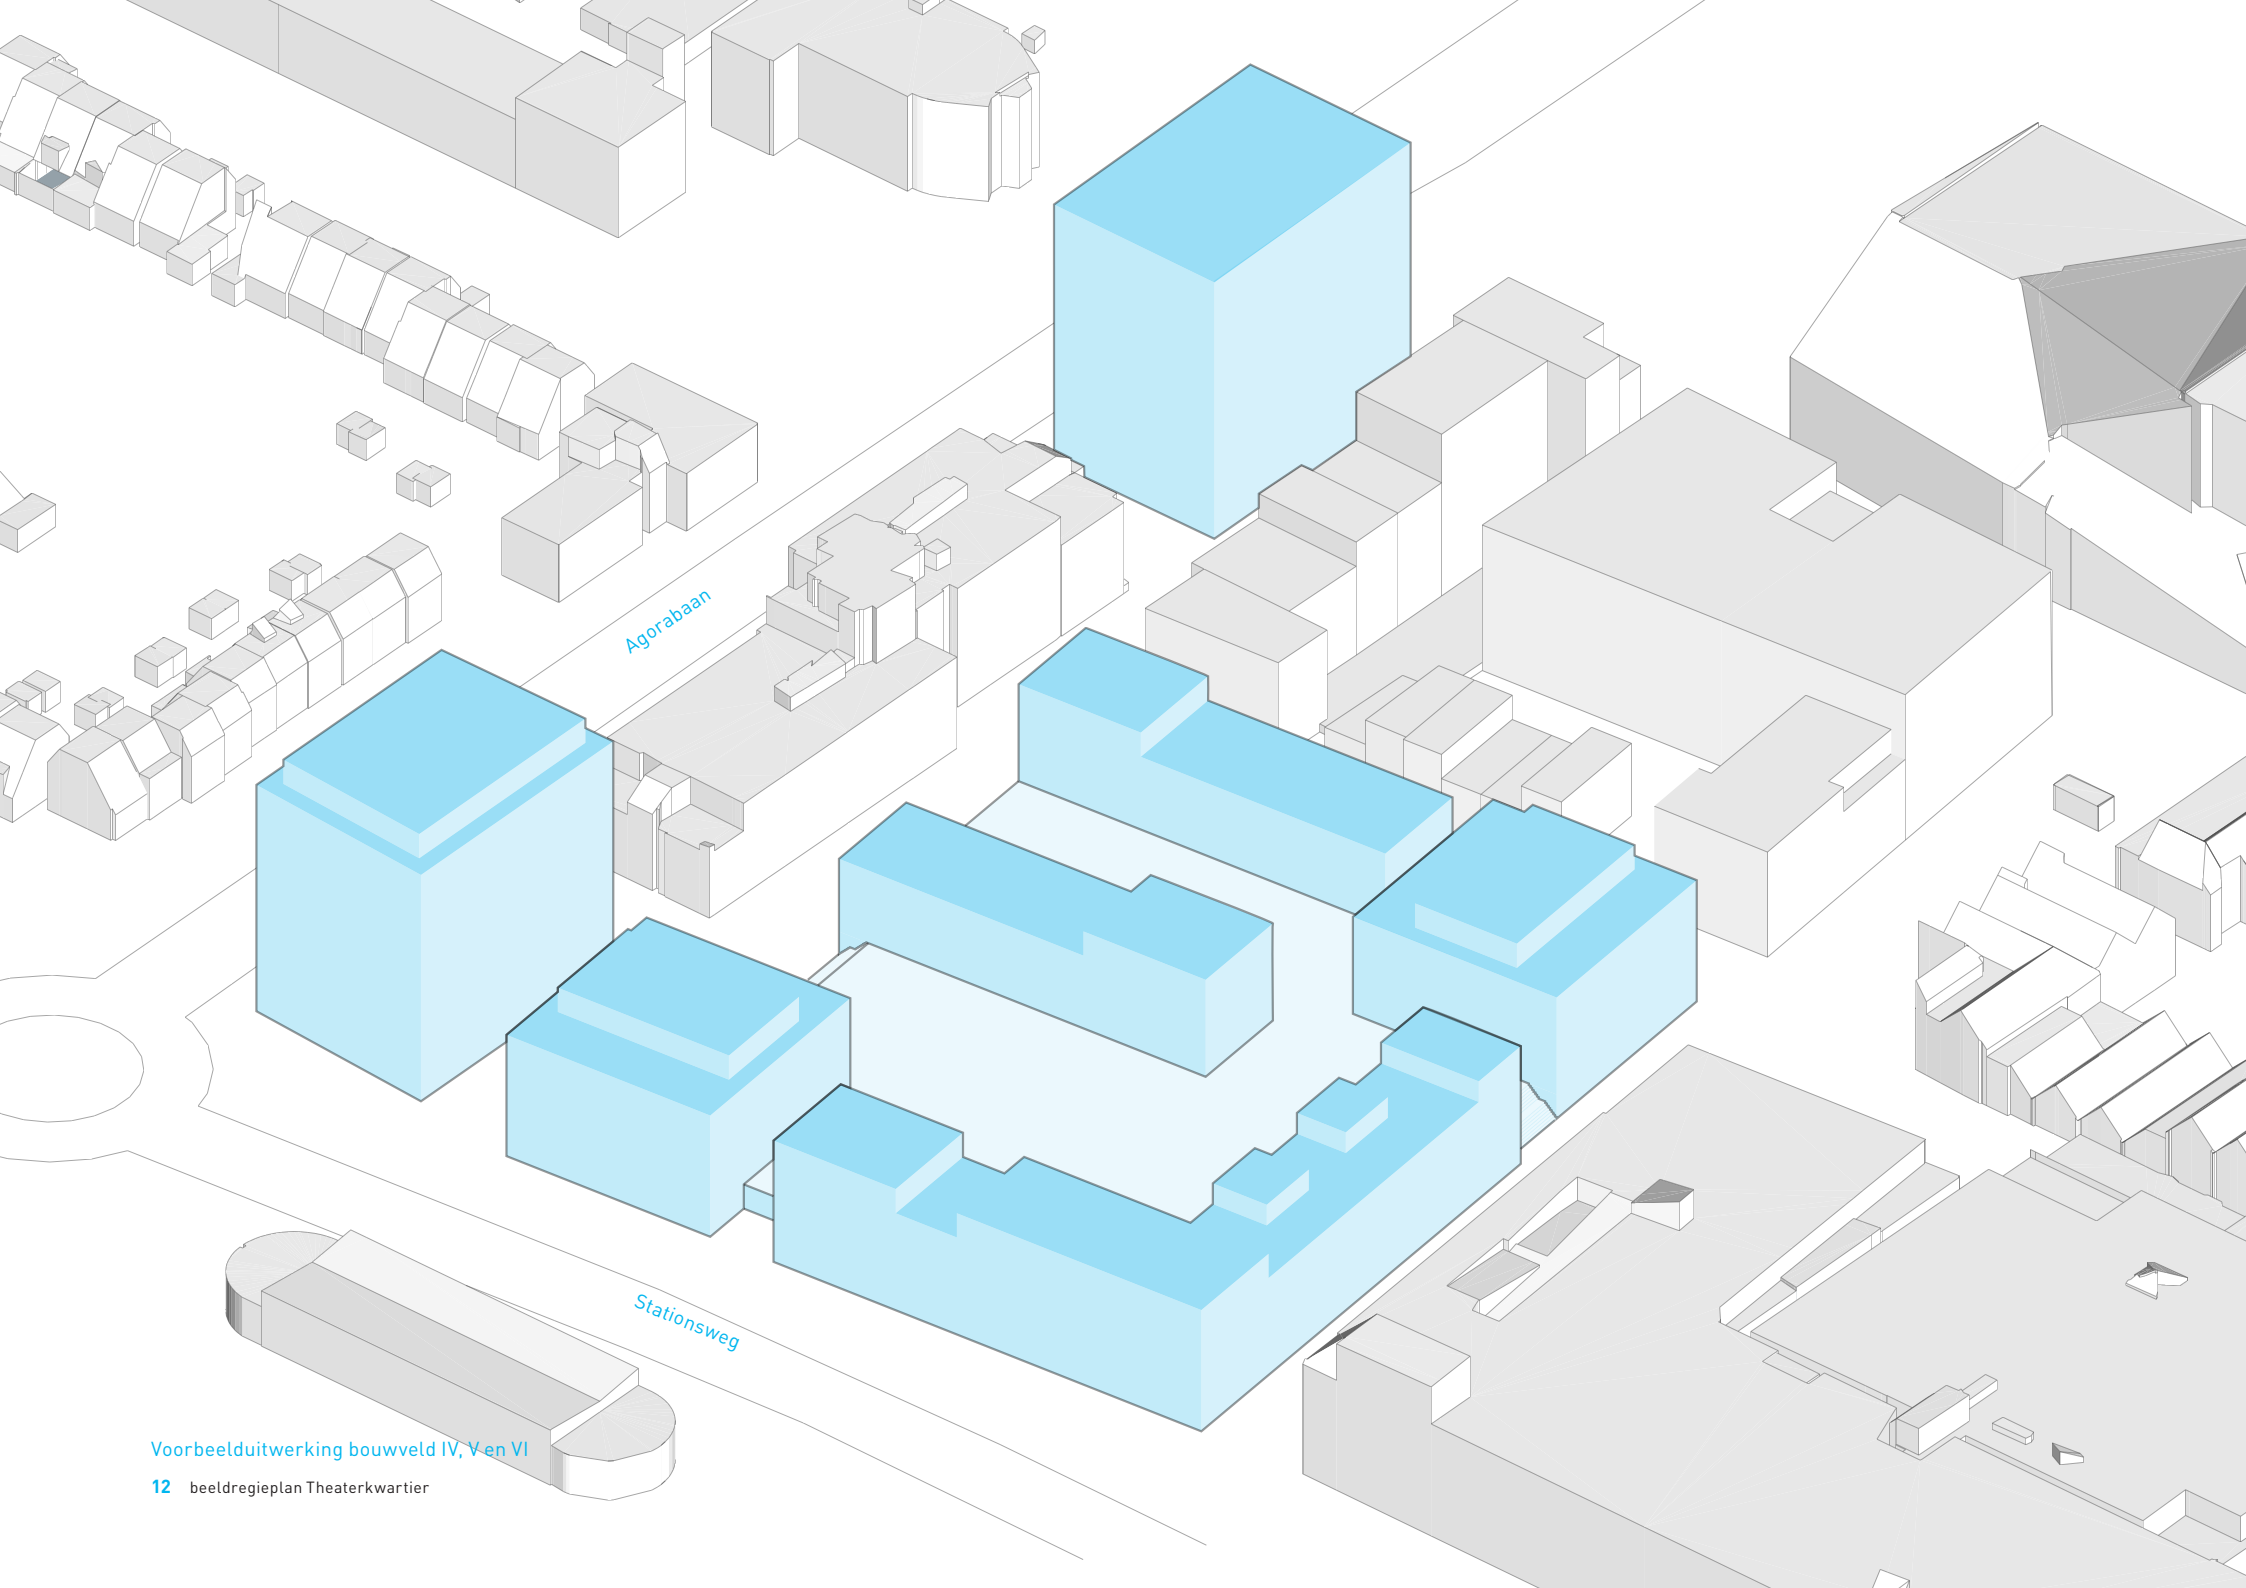 Agorabaan
Stationsweg
Voorbeelduitwerking bouwveld IV, V en VI
12 beeldregieplan Theaterkwartier